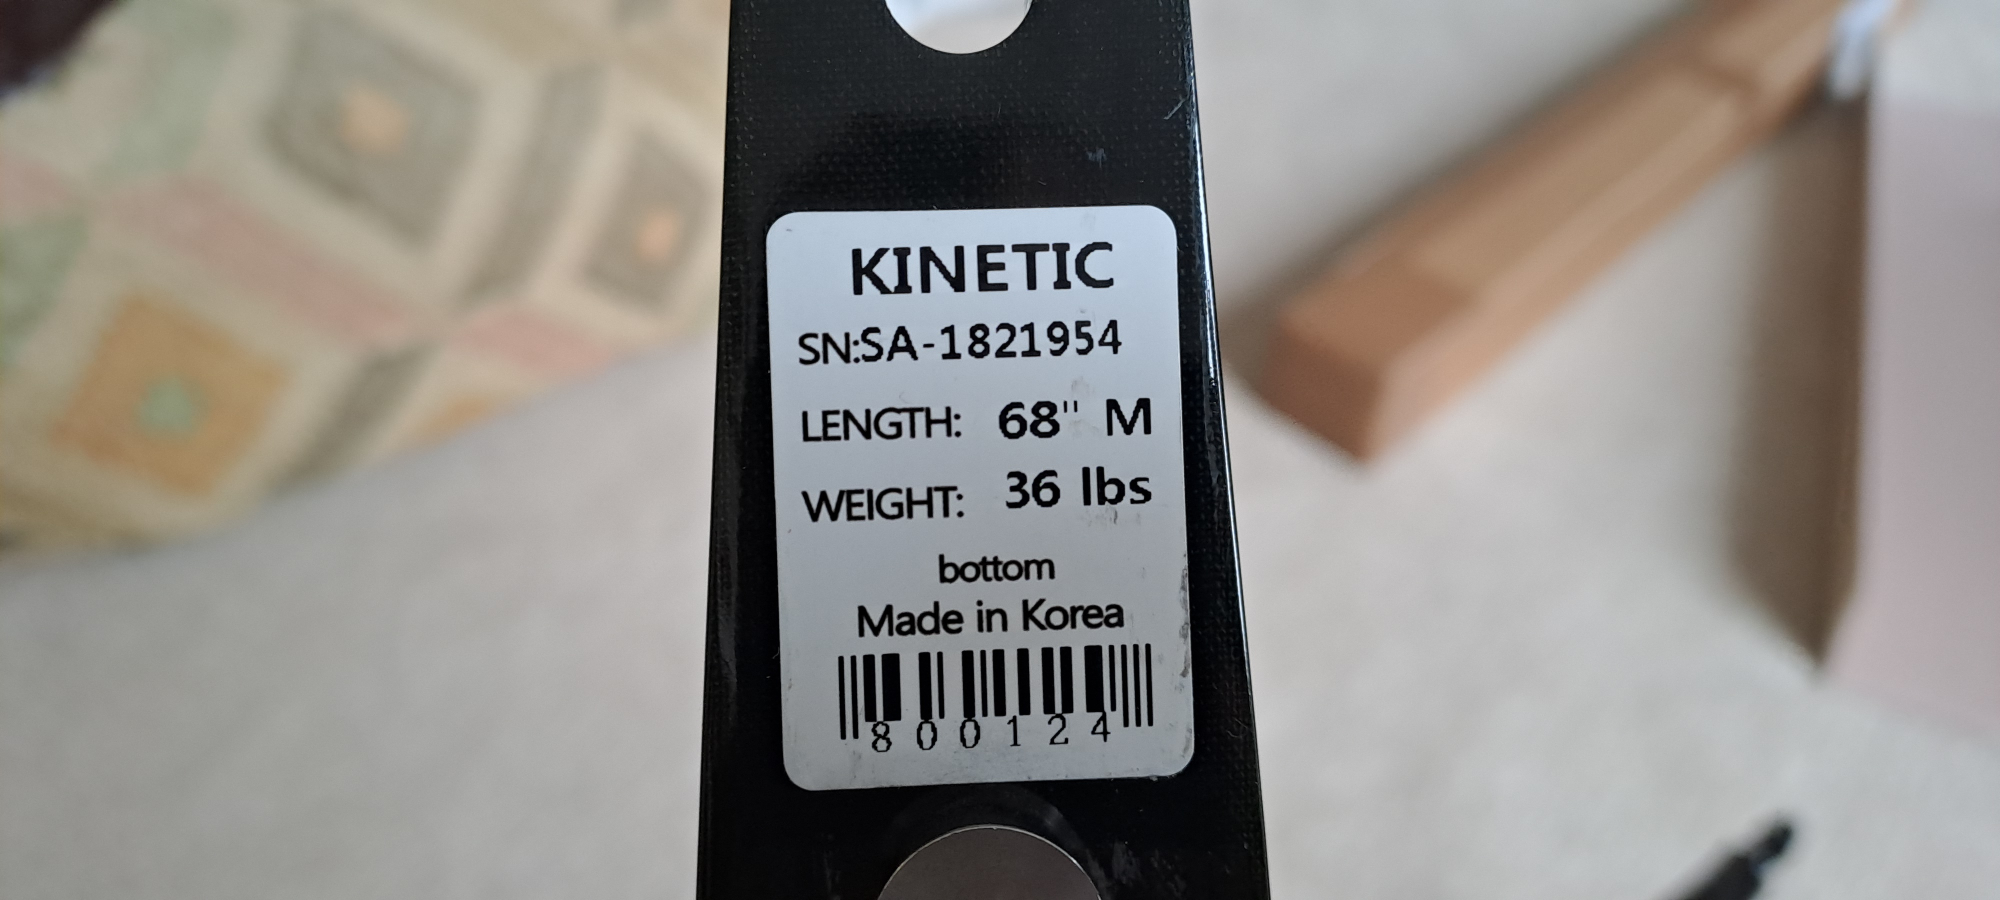 KINETIC
SN:SA-1821954
LENGTH: 68" M
WEIGHT: 36 lbs
bottom
Made in Korea
800124